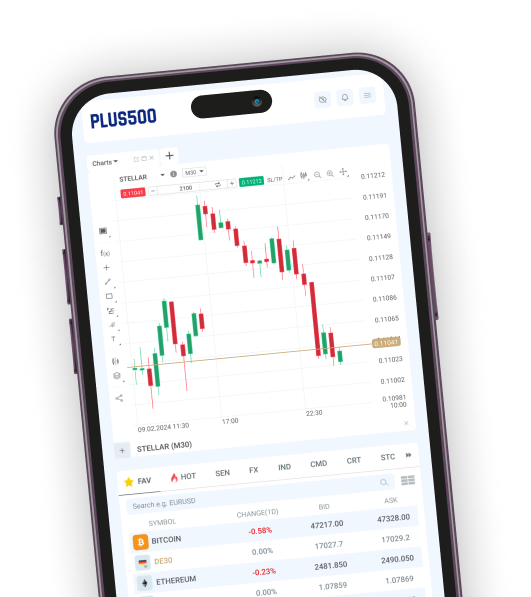 PLUS500
Charts
STELLAR M30
0.11041 − 2100 + 0.11212 SL/TP
0.11212
0.11191
0.11170
0.11149
0.11128
0.11107
0.11086
0.11065
0.11041
0.11023
0.11002
0.10981
f(x)
T
09.02.2024 11:30 17:00 22:30 10:00
+ STELLAR (M30)
FAV HOT SEN FX IND CMD CRT STC
Search e.g. EURUSD
SYMBOL CHANGE(1D) BID ASK
BITCOIN -0.58% 47217.00 47328.00
DE30 0.00% 17027.7 17029.2
ETHEREUM -0.23% 2481.850 2490.050
0.00% 1.07859 1.07869